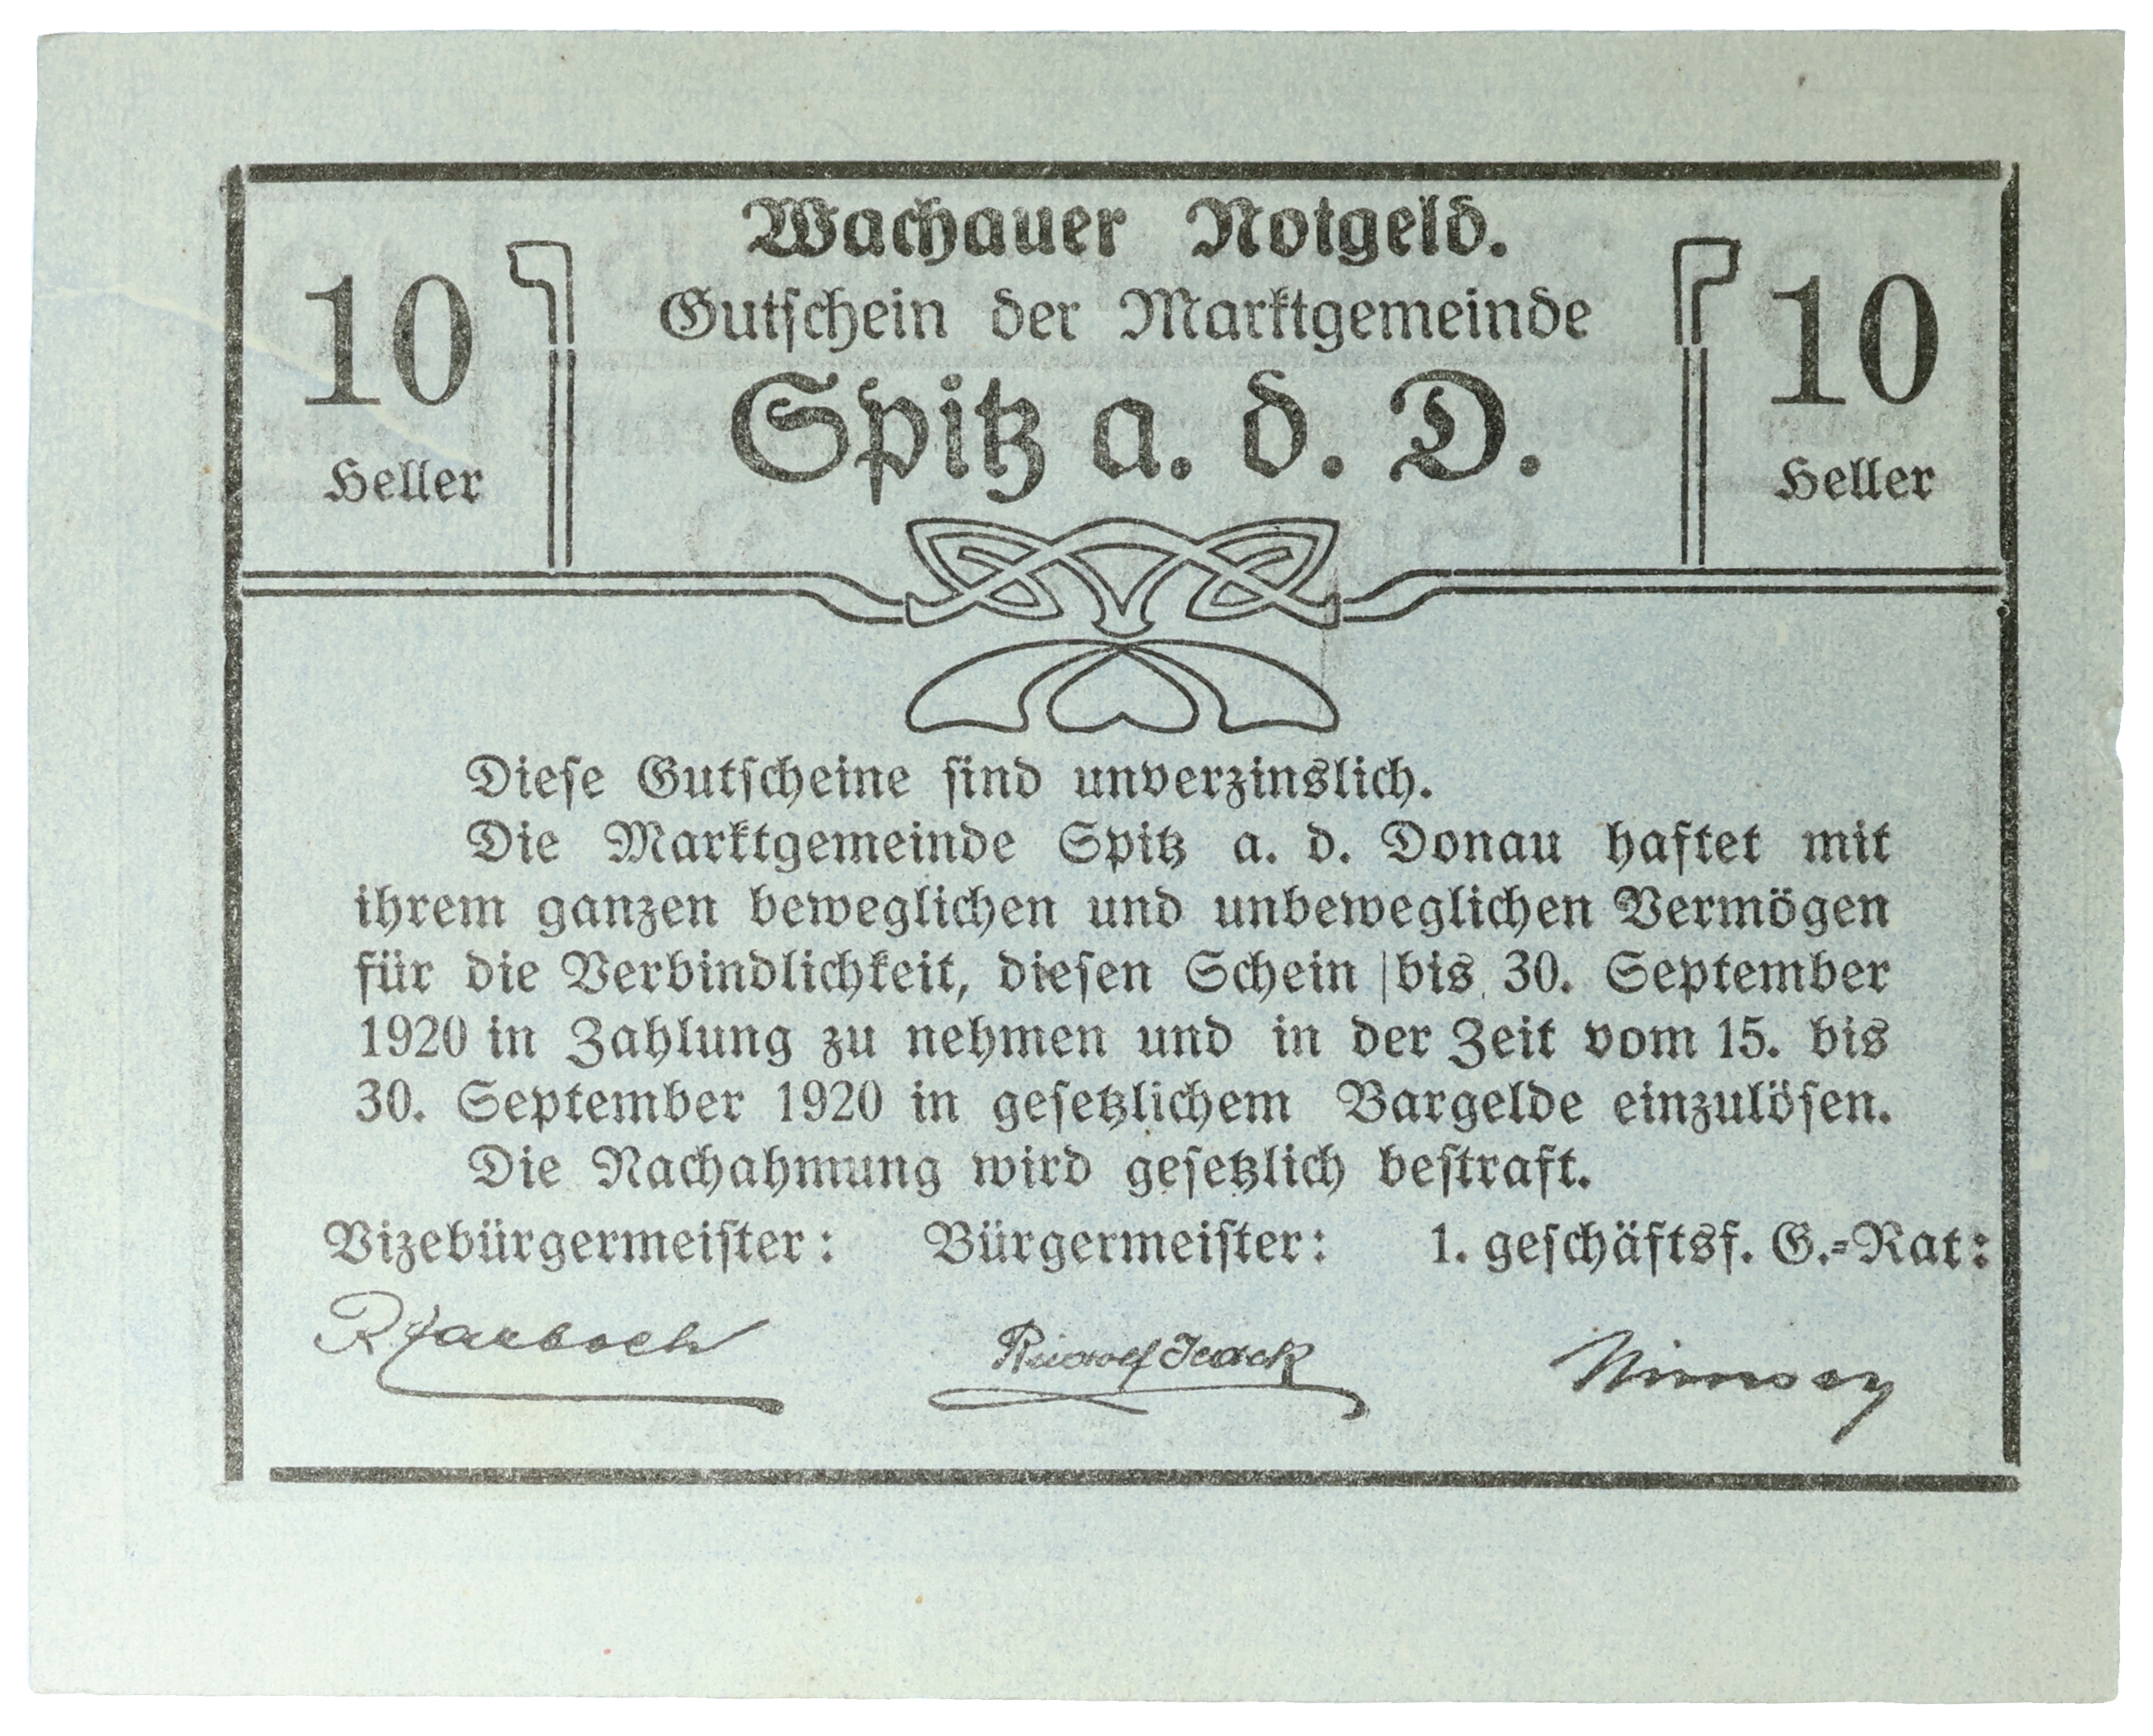 Wachauer Notgeld.
Gutschein der Marktgemeinde
Spitz a. d. D.
10
Heller
10
Heller
Diese Gutscheine sind unverzinslich.
Die Marktgemeinde Spitz a. d. Donau haftet mit
ihrem ganzen beweglichen und unbeweglichen Vermögen
für die Verbindlichkeit, diesen Schein bis 30. September
1920 in Zahlung zu nehmen und in der Zeit vom 15. bis
30. September 1920 in gesetzlichem Bargelde einzulösen.
Die Nachahmung wird gesetzlich bestraft.
Vizebürgermeister: Bürgermeister: 1. geschäftsf. G.-Rat:
Rudolf